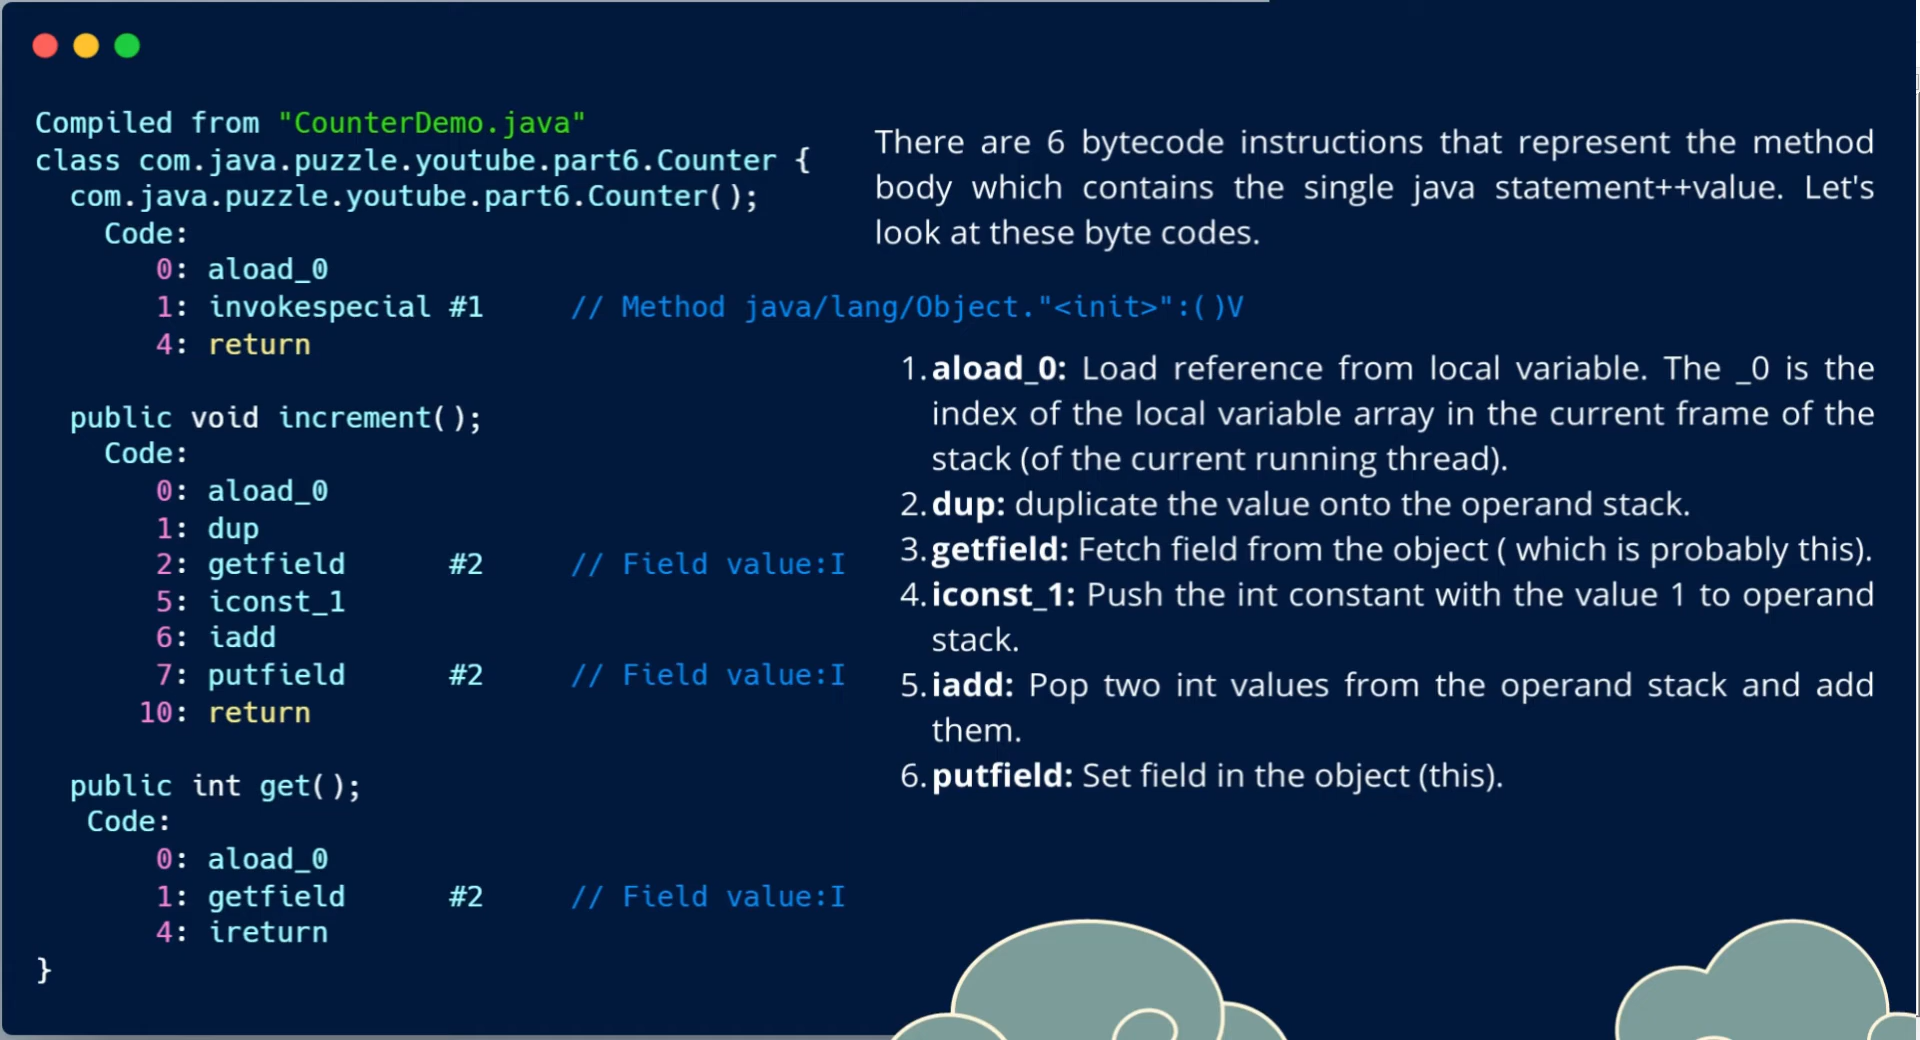 Compiled from "CounterDemo.java"
class com.java.puzzle.youtube.part6.Counter {
com.java.puzzle.youtube.part6.Counter();
Code:
0: aload_0
1: invokespecial #1 // Method java/lang/Object."<init>":()V
4: return
public void increment();
Code:
0: aload_0
1: dup
2: getfield #2 // Field value:I
5: iconst_1
6: iadd
7: putfield #2 // Field value:I
10: return
public int get();
Code:
0: aload_0
1: getfield #2 // Field value:I
4: ireturn
}
There are 6 bytecode instructions that represent the method
body which contains the single java statement++value. Let's
look at these byte codes.
1. aload_0: Load reference from local variable. The _0 is the
index of the local variable array in the current frame of the
stack (of the current running thread).
2. dup: duplicate the value onto the operand stack.
3. getfield: Fetch field from the object ( which is probably this).
4. iconst_1: Push the int constant with the value 1 to operand
stack.
5. iadd: Pop two int values from the operand stack and add
them.
6. putfield: Set field in the object (this).